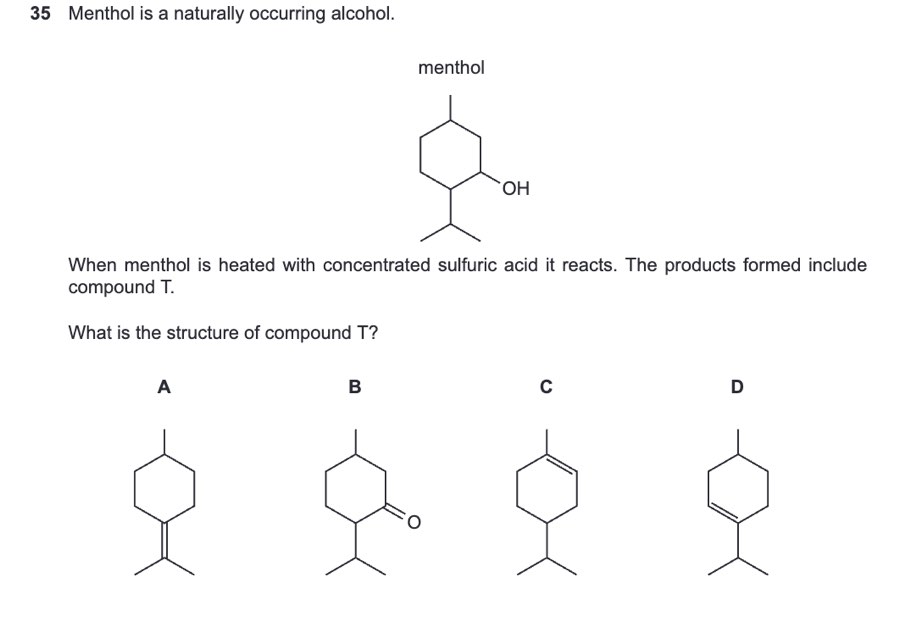 35 Menthol is a naturally occurring alcohol.
menthol
OH
When menthol is heated with concentrated sulfuric acid it reacts. The products formed include
compound T.
What is the structure of compound T?
A B C D
O